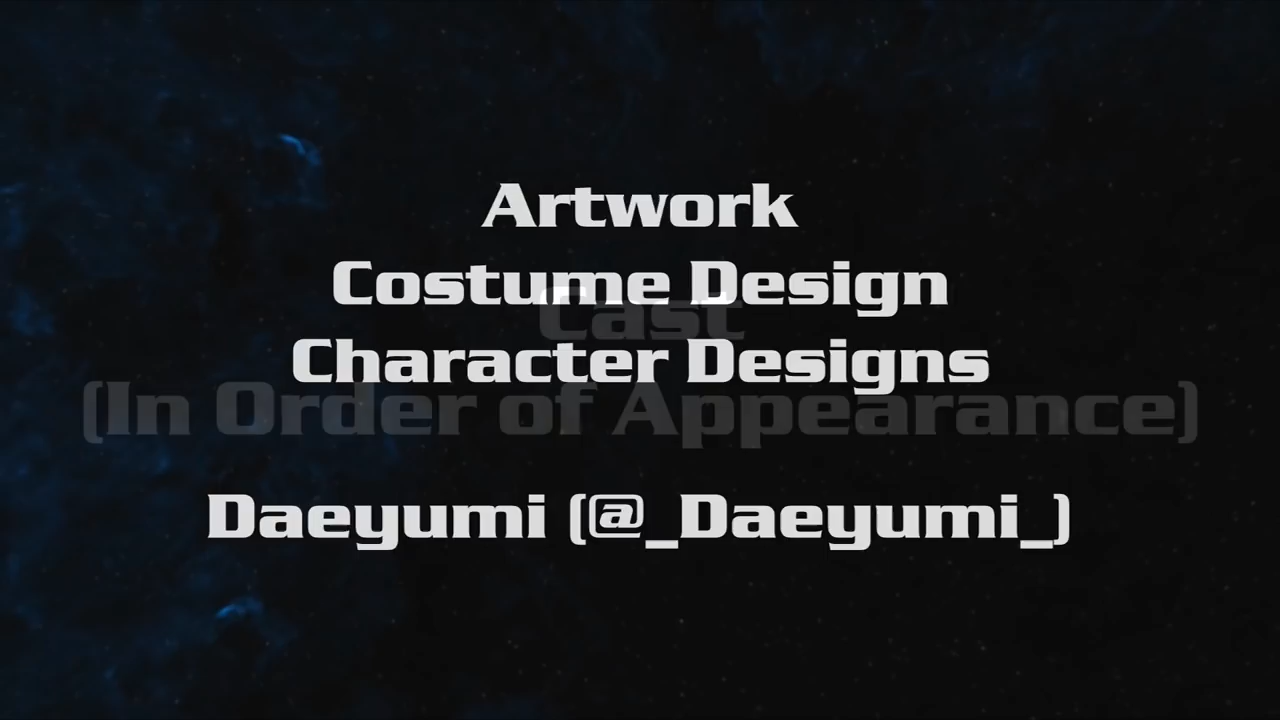 Artwork
Costume Design
Cast
Character Designs
(In Order of Appearance)
Daeyumi (@_Daeyumi_)